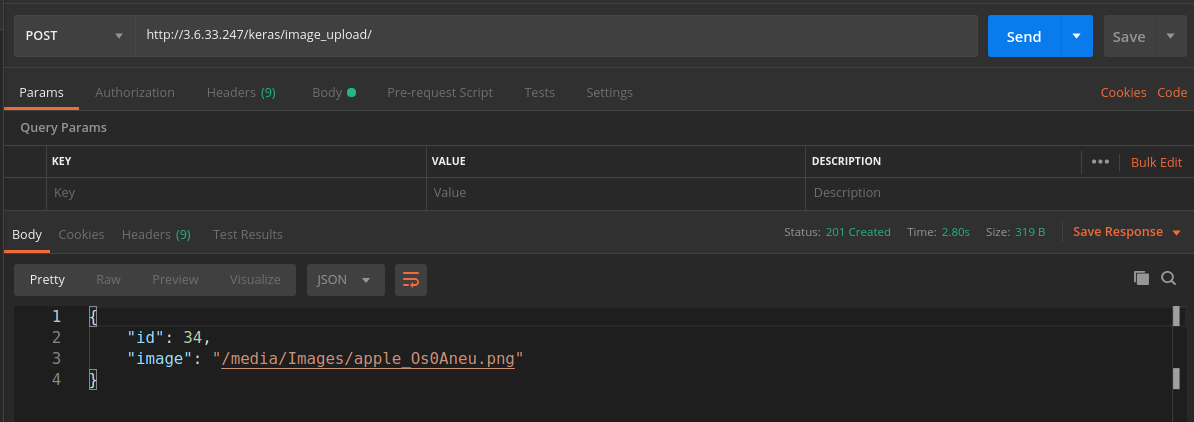 POST http://3.6.33.247/keras/image_upload/ Send Save
Params Authorization Headers (9) Body Pre-request Script Tests Settings Cookies Code
Query Params
KEY VALUE DESCRIPTION ••• Bulk Edit
Key Value Description
Body Cookies Headers (9) Test Results Status: 201 Created Time: 2.80s Size: 319 B Save Response
Pretty Raw Preview Visualize JSON
1 {
2 "id": 34,
3 "image": "/media/Images/apple_Os0Aneu.png"
4 }